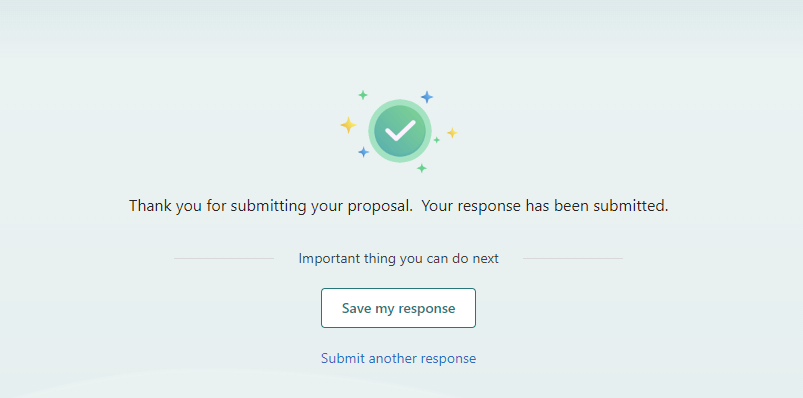 Thank you for submitting your proposal.  Your response has been submitted.
Important thing you can do next
Save my response
Submit another response